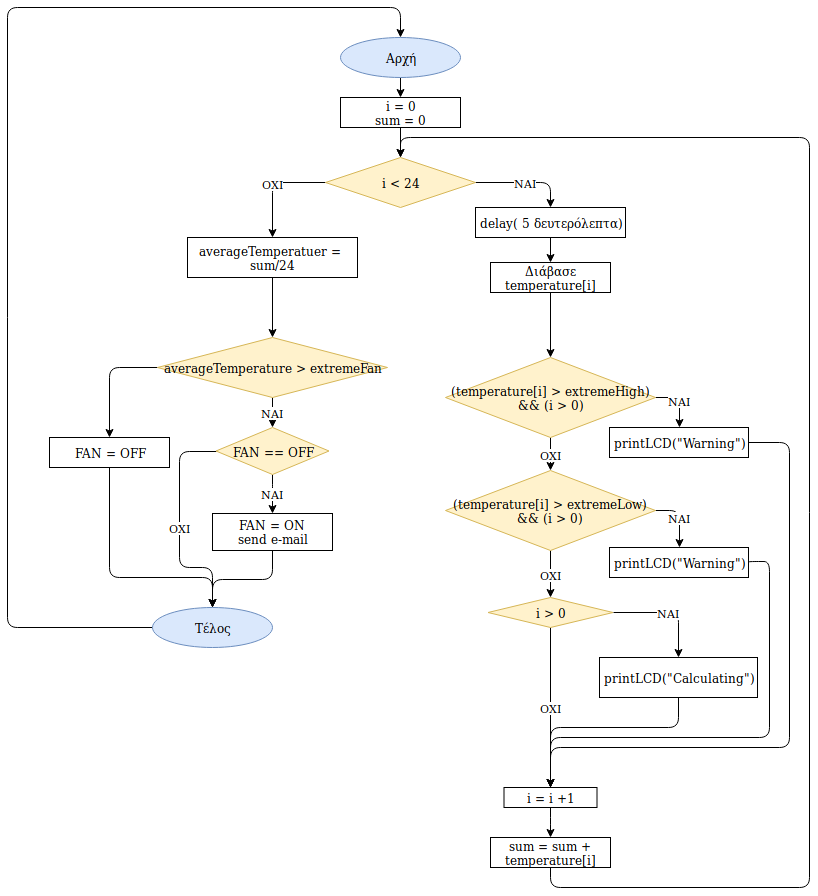 Αρχή
i = 0
sum = 0
i < 24
ΟΧΙ
ΝΑΙ
averageTemperatuer =
sum/24
averageTemperature > extremeFan
ΝΑΙ
FAN = OFF
FAN == OFF
ΝΑΙ
ΟΧΙ
FAN = ON
send e-mail
Τέλος
delay( 5 δευτερόλεπτα)
Διάβασε
temperature[i]
(temperature[i] > extremeHigh)
&& (i > 0)
ΝΑΙ
printLCD("Warning")
ΟΧΙ
(temperature[i] > extremeLow)
&& (i > 0)
ΝΑΙ
printLCD("Warning")
ΟΧΙ
i > 0
ΝΑΙ
printLCD("Calculating")
ΟΧΙ
i = i +1
sum = sum +
temperature[i]